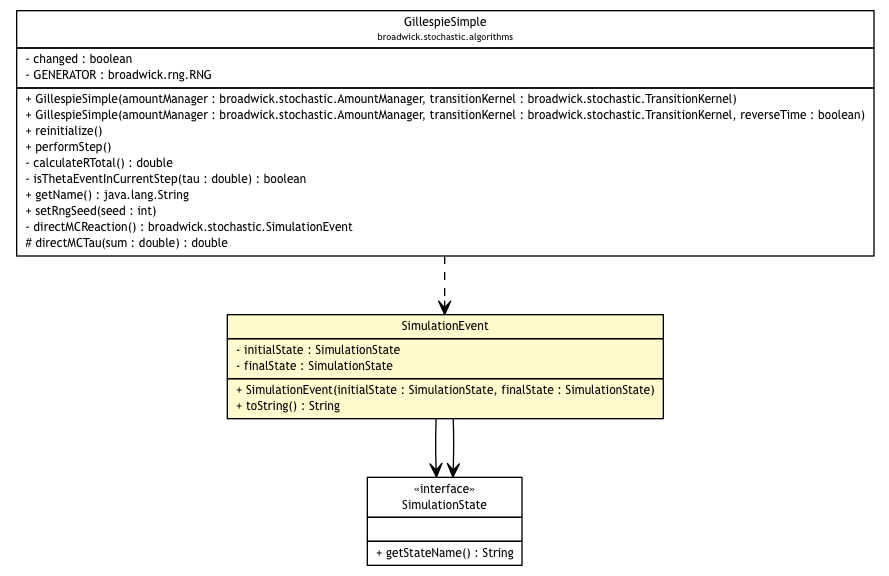 GillespieSimple
broadwick.stochastic.algorithms
- changed : boolean
- GENERATOR : broadwick.rng.RNG
+ GillespieSimple(amountManager : broadwick.stochastic.AmountManager, transitionKernel : broadwick.stochastic.TransitionKernel)
+ GillespieSimple(amountManager : broadwick.stochastic.AmountManager, transitionKernel : broadwick.stochastic.TransitionKernel, reverseTime : boolean)
+ reinitialize()
+ performStep()
- calculateRTotal() : double
- isThetaEventInCurrentStep(tau : double) : boolean
+ getName() : java.lang.String
+ setRngSeed(seed : int)
- directMCReaction() : broadwick.stochastic.SimulationEvent
# directMCTau(sum : double) : double
SimulationEvent
- initialState : SimulationState
- finalState : SimulationState
+ SimulationEvent(initialState : SimulationState, finalState : SimulationState)
+ toString() : String
«interface»
SimulationState
+ getStateName() : String